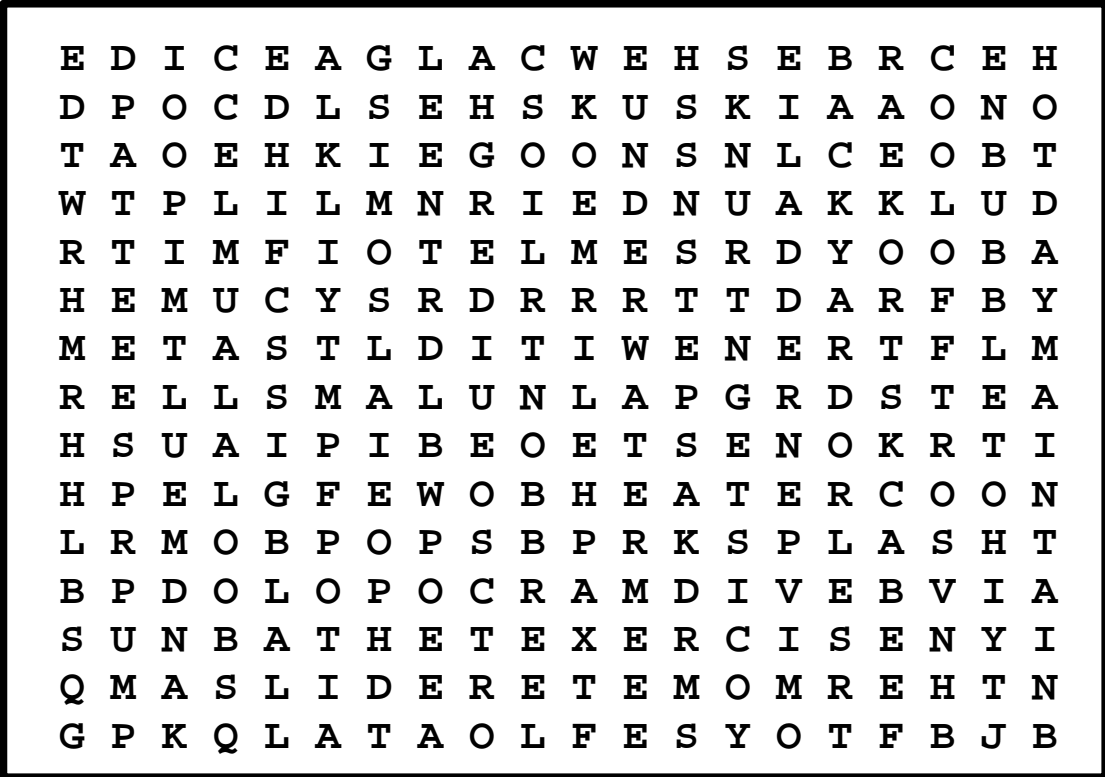 E D I C E A G L A C W E H S E B R C E H
D P O C D L S E H S K U S K I A A O N O
T A O E H K I E G O O N S N L C E O B T
W T P L I L M N R I E D N U A K K L U D
R T I M F I O T E L M E S R D Y O O B A
H E M U C Y S R D R R R T T D A R F B Y
M E T A S T L D I T I W E N E R T F L M
R E L L S M A L U N L A P G R D S T E A
H S U A I P I B E O E T S E N O K R T I
H P E L G F E W O B H E A T E R C O O N
L R M O B P O P S B P R K S P L A S H T
B P D O L O P O C R A M D I V E B V I A
S U N B A T H E T E X E R C I S E N Y I
Q M A S L I D E R E T E M O M R E H T N
G P K Q L A T A O L F E S Y O T F B J B